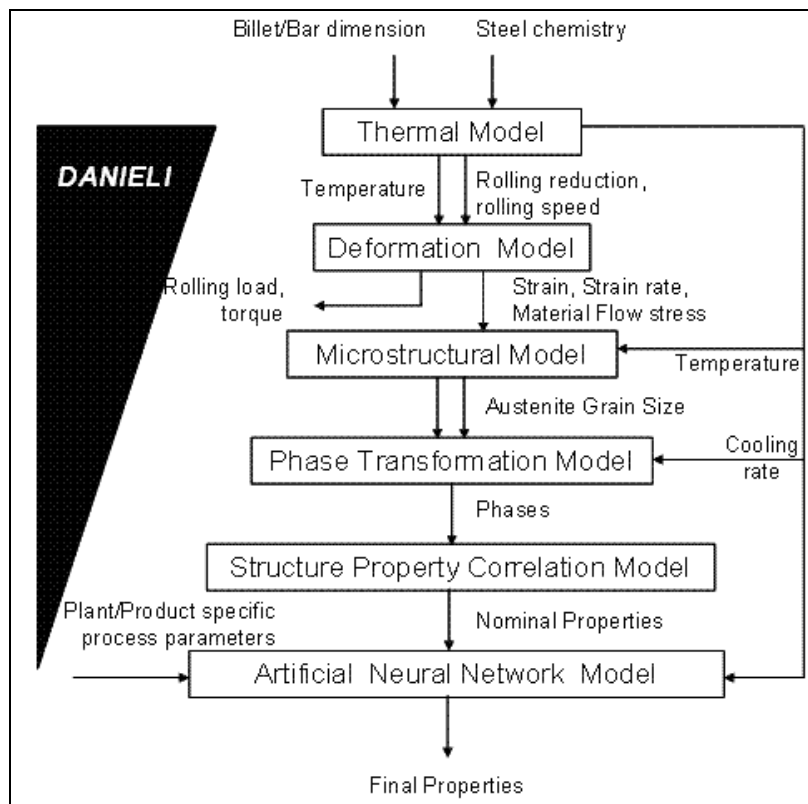 Billet/Bar dimension
Steel chemistry
Thermal Model
DANIELI
Temperature
Rolling reduction,
rolling speed
Deformation Model
Rolling load,
torque
Strain, Strain rate,
Material Flow stress
Microstructural Model
Temperature
Austenite Grain Size
Cooling
rate
Phase Transformation Model
Phases
Structure Property Correlation Model
Plant/Product specific
process parameters
Nominal Properties
Artificial Neural Network Model
Final Properties